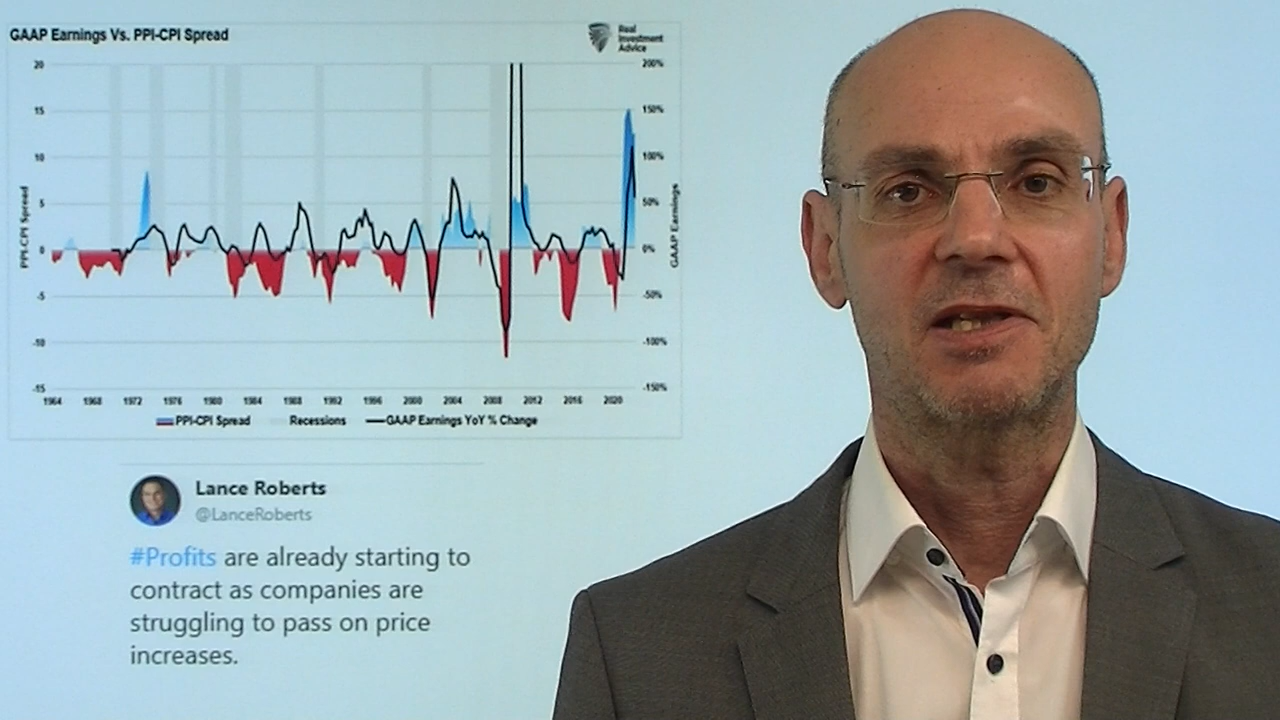 GAAP Earnings Vs. PPI-CPI Spread
Real
Investment
Advice
20
15
10
5
0
-5
-10
-15
PPI-CPI Spread
200%
150%
100%
50%
0%
-50%
-100%
-150%
GAAP Earnings
1964 1968 1972 1976 1980 1984 1988 1992 1996 2000 2004 2008 2012 2016 2020
PPI-CPI Spread Recessions GAAP Earnings YoY % Change
Lance Roberts
@LanceRoberts
#Profits are already starting to
contract as companies are
struggling to pass on price
increases.